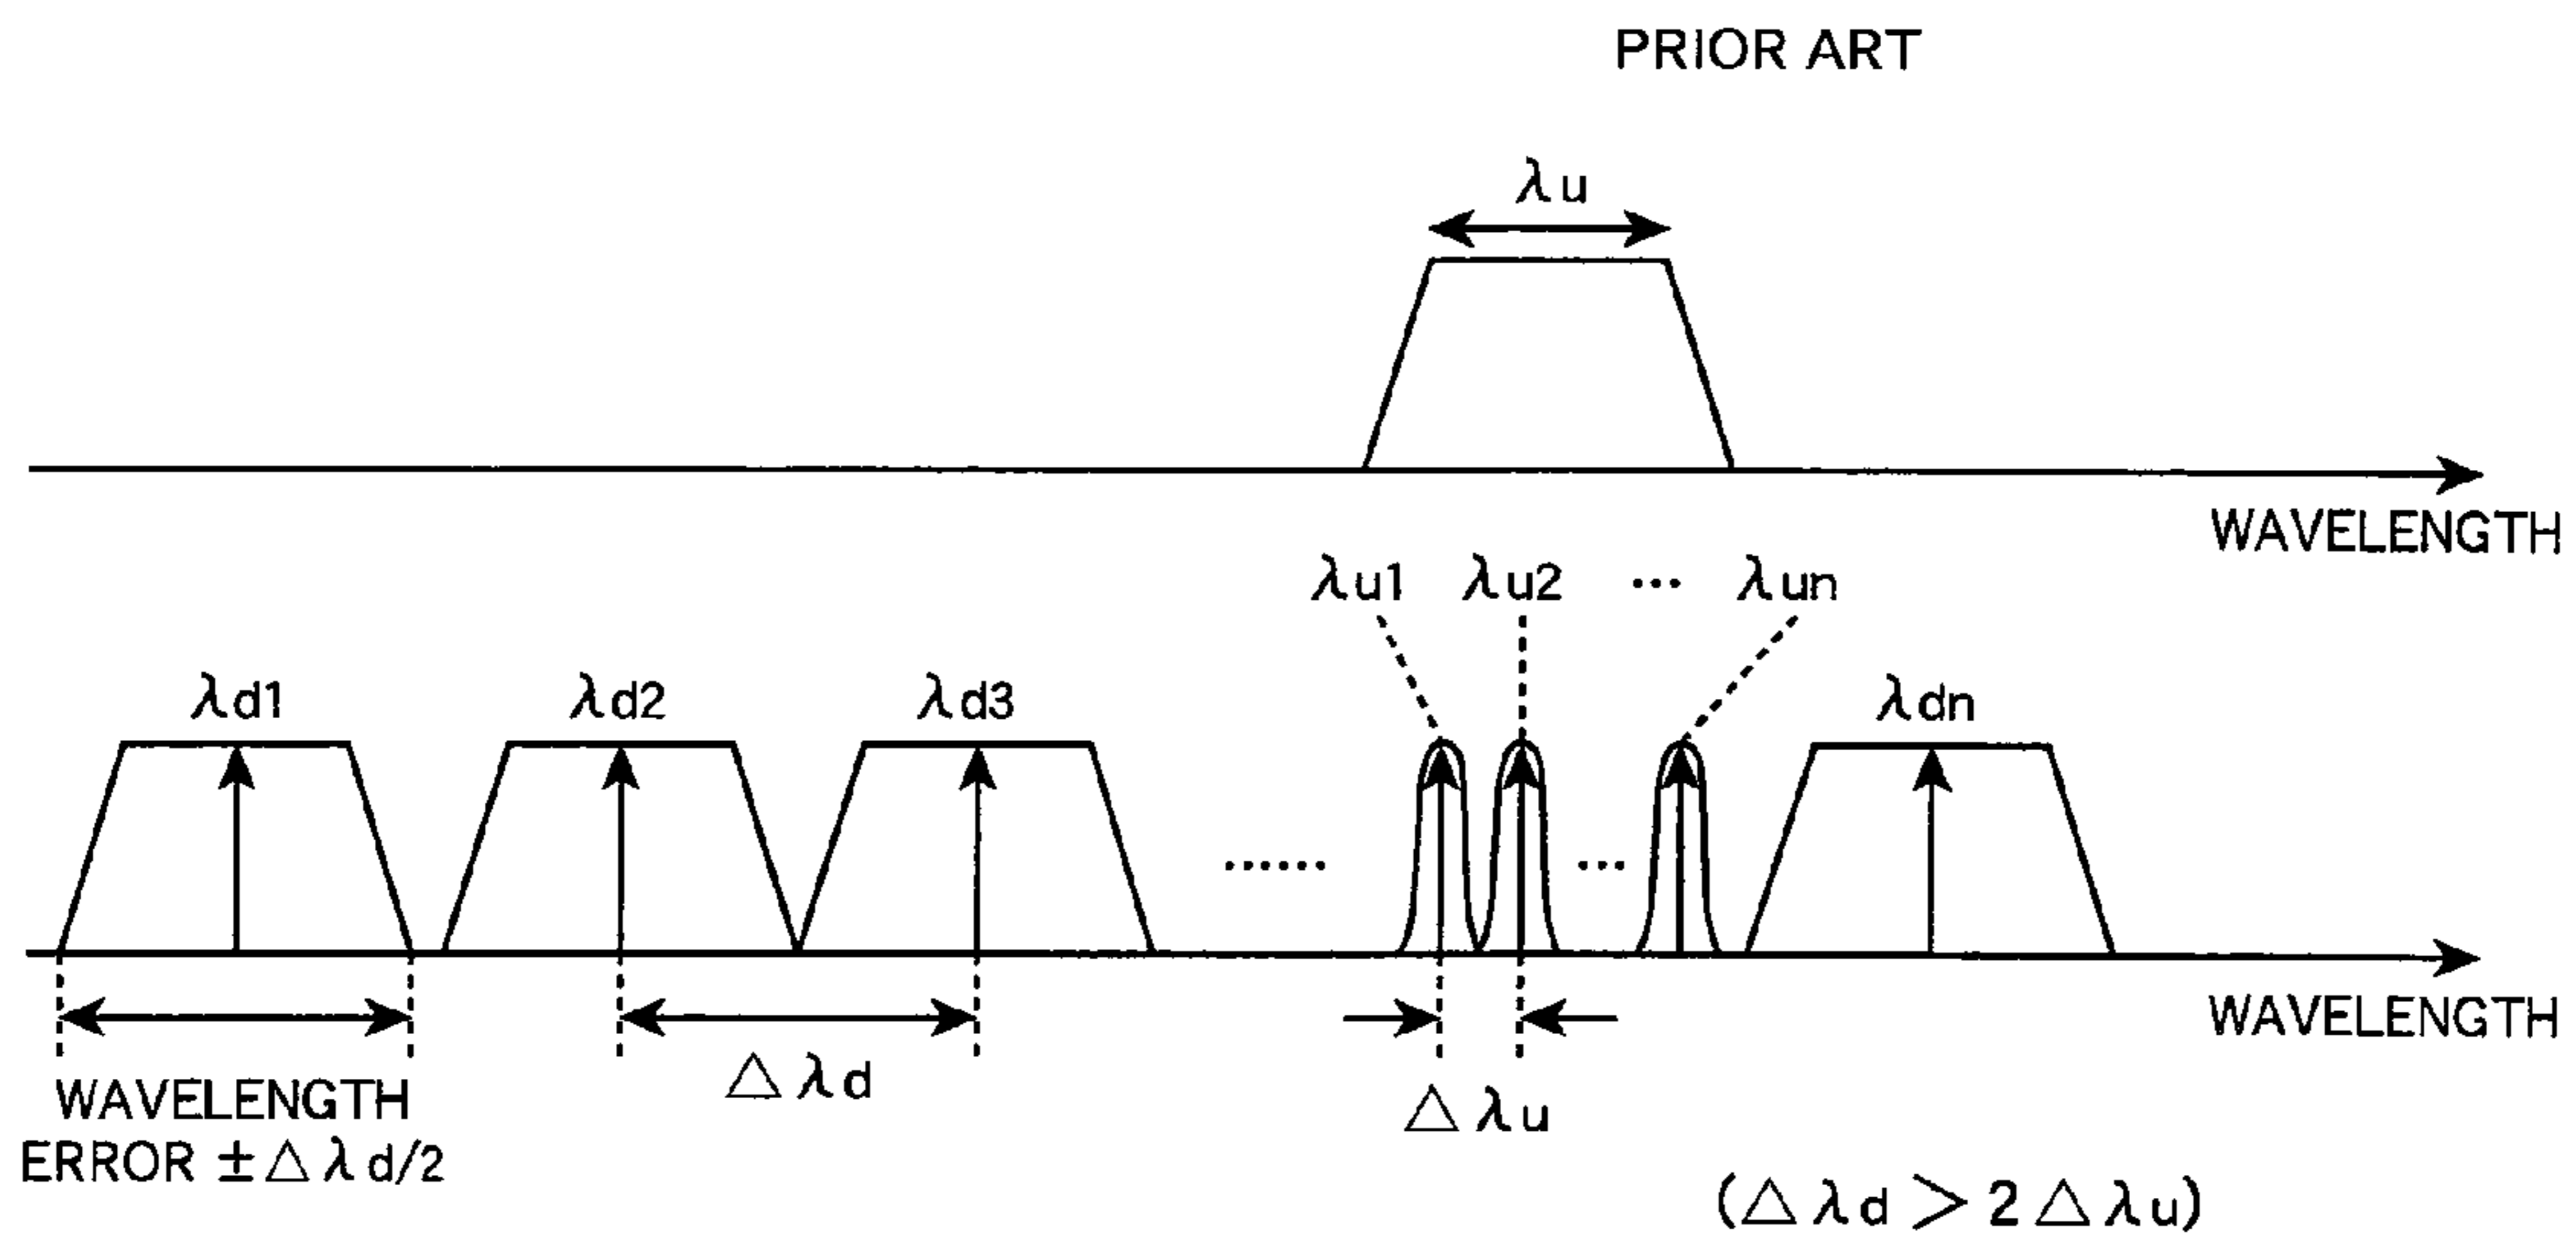 PRIOR ART
λu
WAVELENGTH
λu1 λu2 ··· λun
λd1 λd2 λd3 λdn
······ ···
WAVELENGTH
△λd
WAVELENGTH
ERROR ±△λd/2
△λu
(△λd > 2△λu)